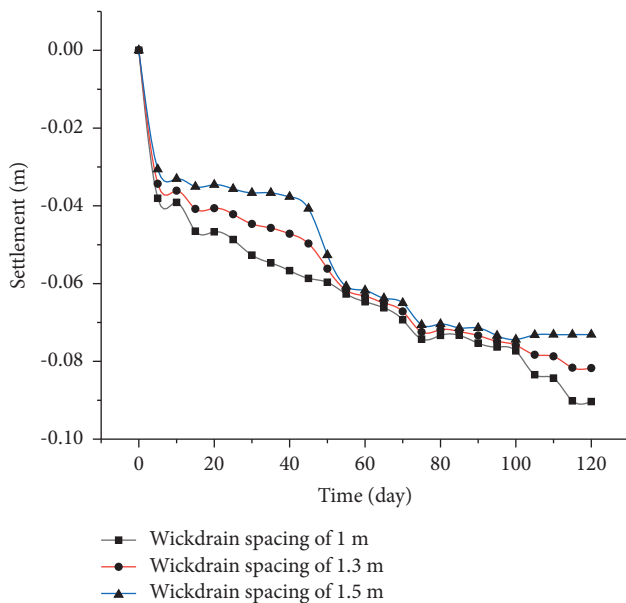 0.00
-0.02
-0.04
-0.06
-0.08
-0.10
Settlement (m)
0 20 40 60 80 100 120
Time (day)
Wickdrain spacing of 1 m
Wickdrain spacing of 1.3 m
Wickdrain spacing of 1.5 m